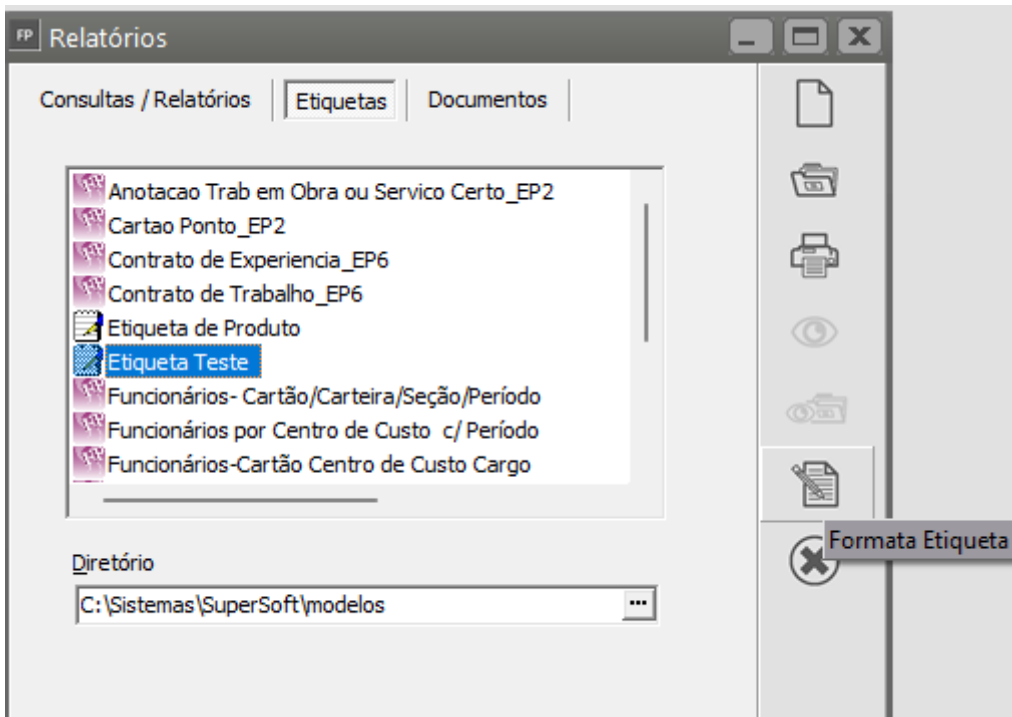 FP Relatórios
Consultas / Relatórios Etiquetas Documentos
Anotacao Trab em Obra ou Servico Certo_EP2
Cartao Ponto_EP2
Contrato de Experiencia_EP6
Contrato de Trabalho_EP6
Etiqueta de Produto
Etiqueta Teste
Funcionários- Cartão/Carteira/Seção/Período
Funcionários por Centro de Custo c/ Período
Funcionários-Cartão Centro de Custo Cargo
Formata Etiqueta
Diretório
C:\Sistemas\SuperSoft\modelos ...